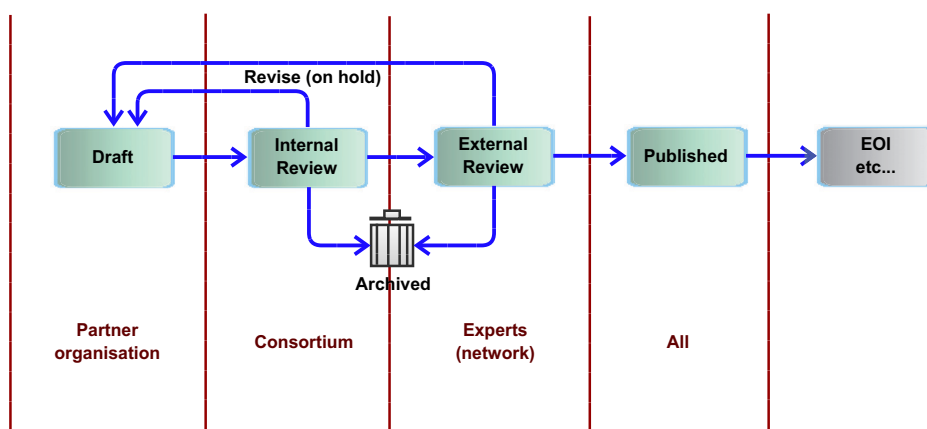 Revise (on hold)
Draft
Internal
Review
External
Review
Published
EOI
etc...
Archived
Partner
organisation
Consortium
Experts
(network)
All